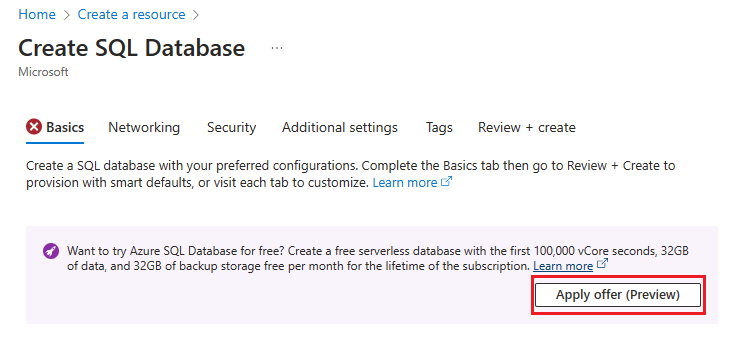 Home > Create a resource >
Create SQL Database ...
Microsoft
Basics Networking Security Additional settings Tags Review + create
Create a SQL database with your preferred configurations. Complete the Basics tab then go to Review + Create to
provision with smart defaults, or visit each tab to customize. Learn more
Want to try Azure SQL Database for free? Create a free serverless database with the first 100,000 vCore seconds, 32GB
of data, and 32GB of backup storage free per month for the lifetime of the subscription. Learn more
Apply offer (Preview)